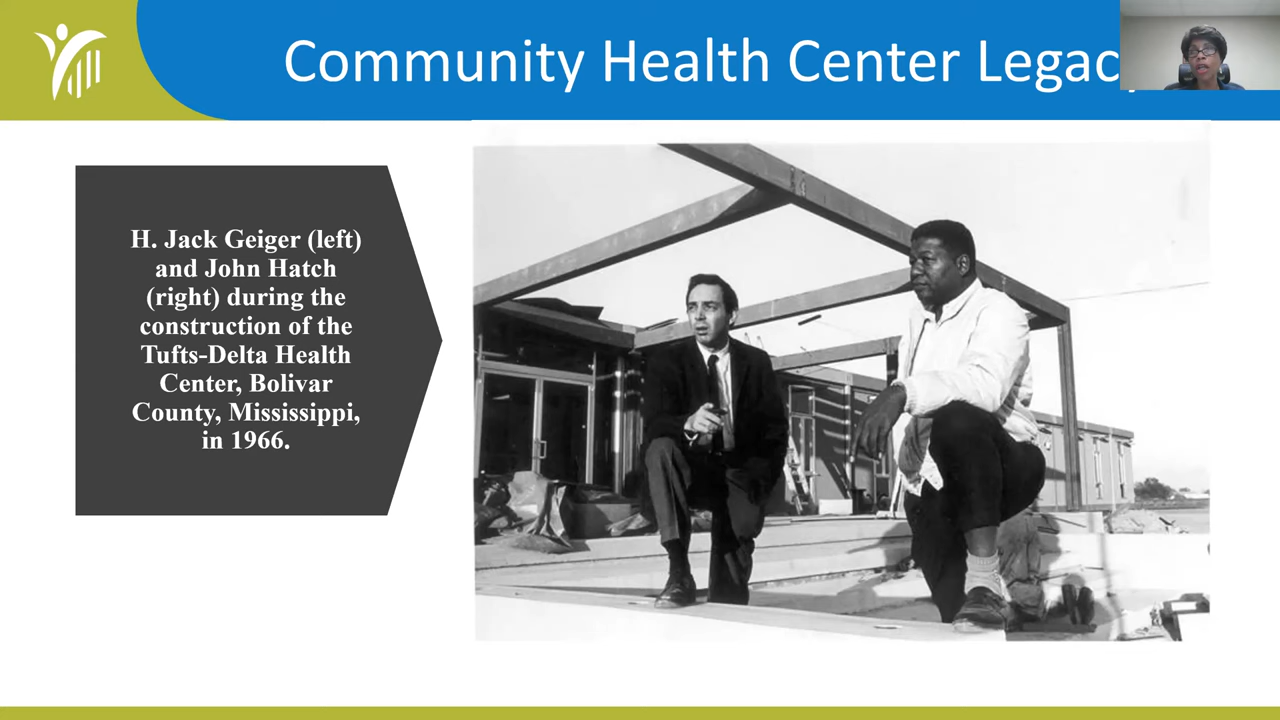 Community Health Center Legacy
H. Jack Geiger (left)
and John Hatch
(right) during the
construction of the
Tufts-Delta Health
Center, Bolivar
County, Mississippi,
in 1966.